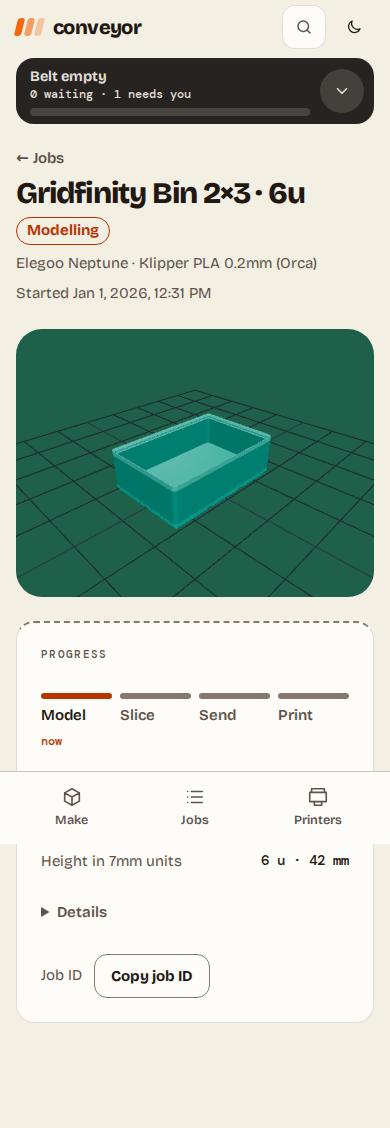 conveyor
Belt empty
0 waiting · 1 needs you
← Jobs
Gridfinity Bin 2×3 · 6u
Modelling
Elegoo Neptune · Klipper PLA 0.2mm (Orca)
Started Jan 1, 2026, 12:31 PM
PROGRESS
Model Slice Send Print
now
Make Jobs Printers
Height in 7mm units 6 u · 42 mm
▶ Details
Job ID Copy job ID